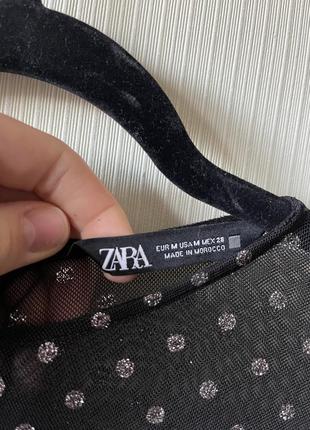 ZARA
EUR M USA M MEX 28
MADE IN MOROCCO